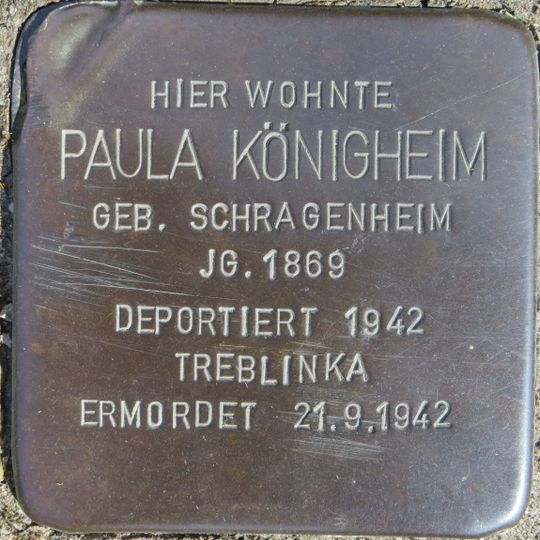 HIER WOHNTE
PAULA KÖNIGHEIM
GEB. SCHRAGENHEIM
JG. 1869
DEPORTIERT 1942
TREBLINKA
ERMORDET 21.9.1942